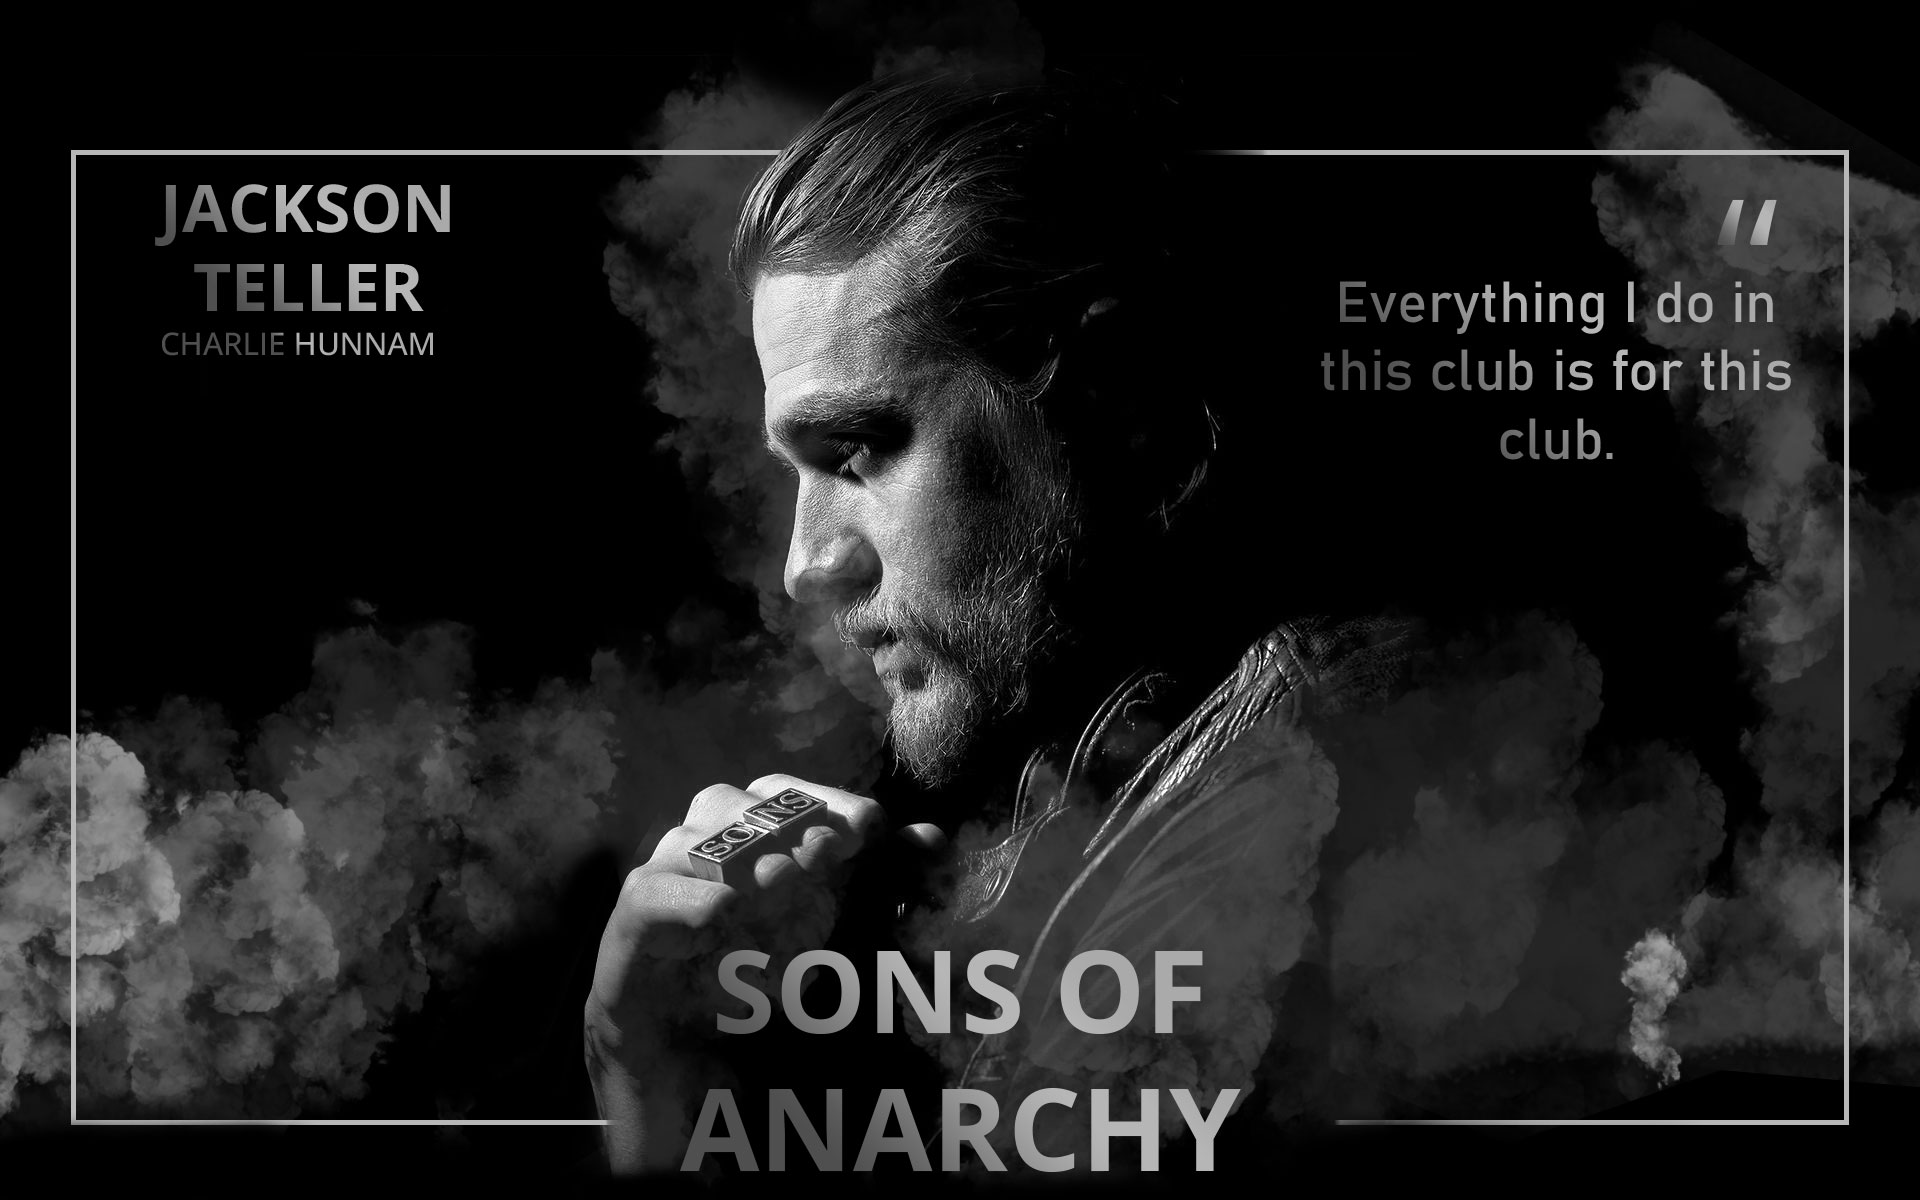 JACKSON
TELLER
CHARLIE HUNNAM
“
Everything I do in
this club is for this
club.
SO NS
SONS OF
ANARCHY